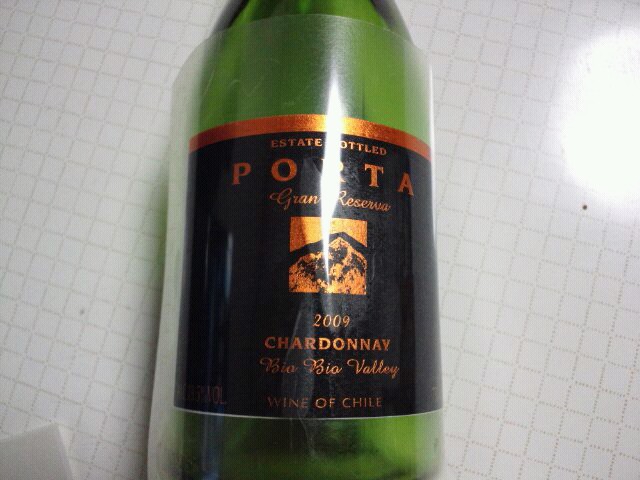 ESTATE BOTTLED
PORTA
Gran Reserva
2009
CHARDONNAY
Bio Bio Valley
WINE OF CHILE